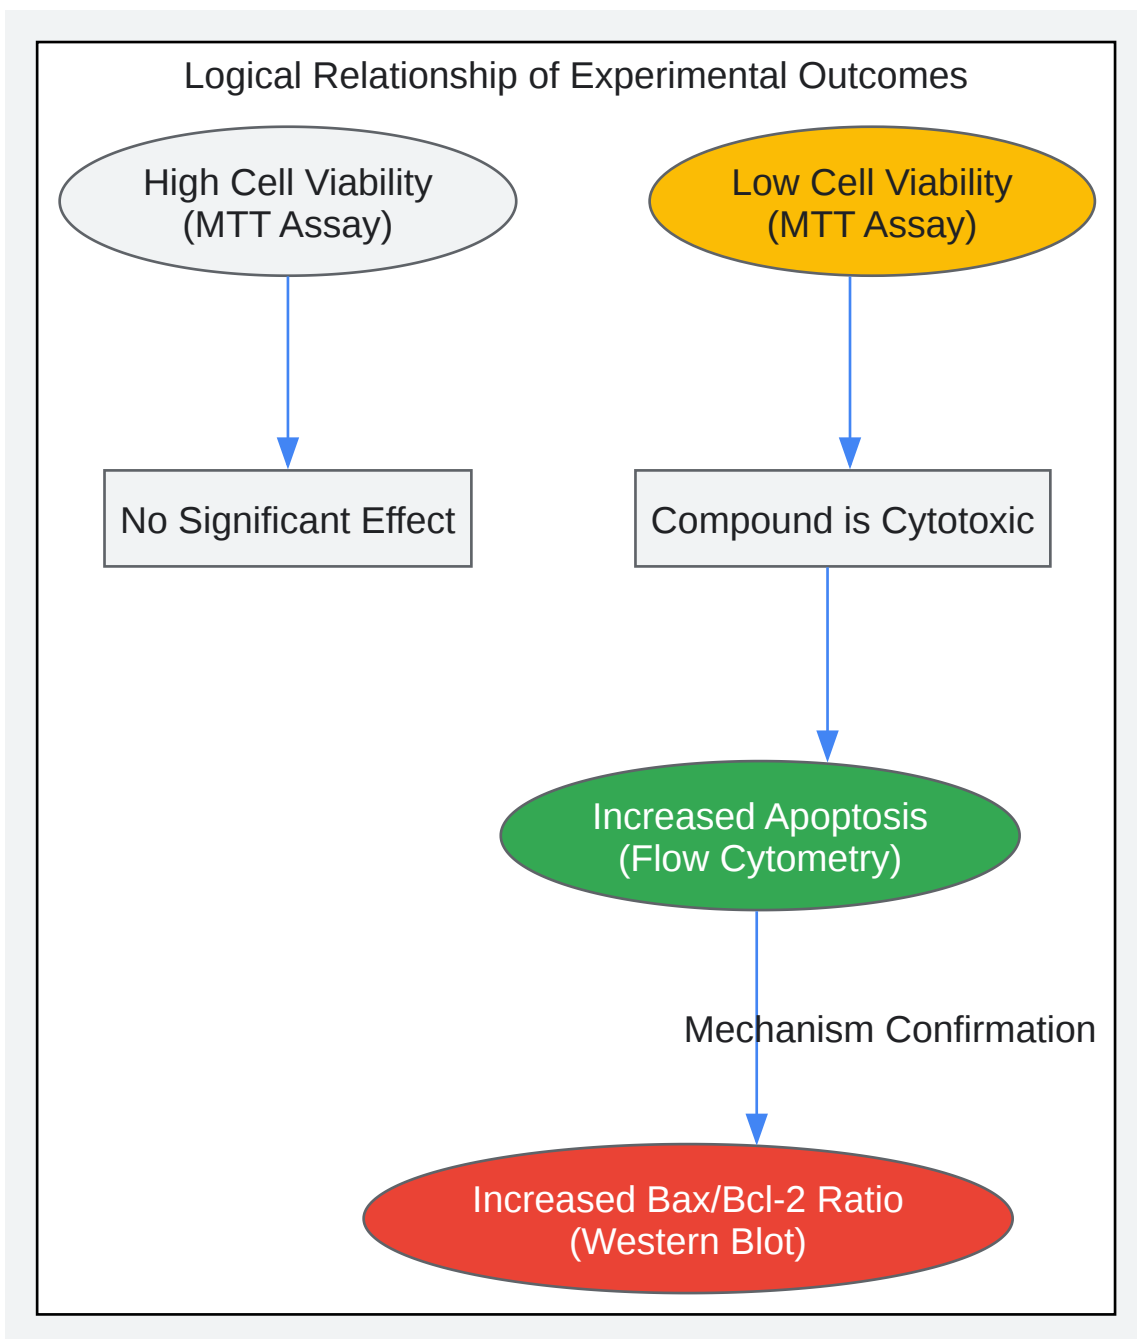 Logical Relationship of Experimental Outcomes
High Cell Viability
(MTT Assay)
Low Cell Viability
(MTT Assay)
No Significant Effect
Compound is Cytotoxic
Increased Apoptosis
(Flow Cytometry)
Mechanism Confirmation
Increased Bax/Bcl-2 Ratio
(Western Blot)